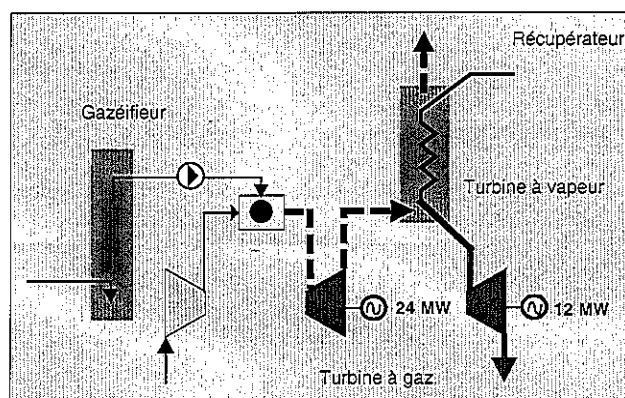 Récupérateur
Gazéifieur
Turbine à vapeur
24 MW
12 MW
Turbine à gaz